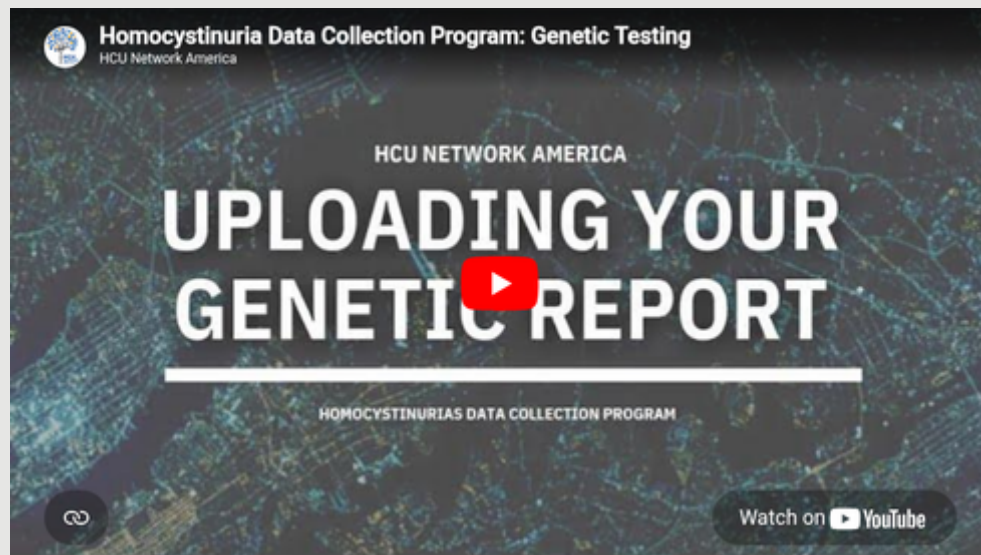 Homocystinuria Data Collection Program: Genetic Testing
HCU Network America
HCU NETWORK AMERICA
UPLOADING YOUR
GENETIC REPORT
HOMOCYSTINURIAS DATA COLLECTION PROGRAM
Watch on YouTube